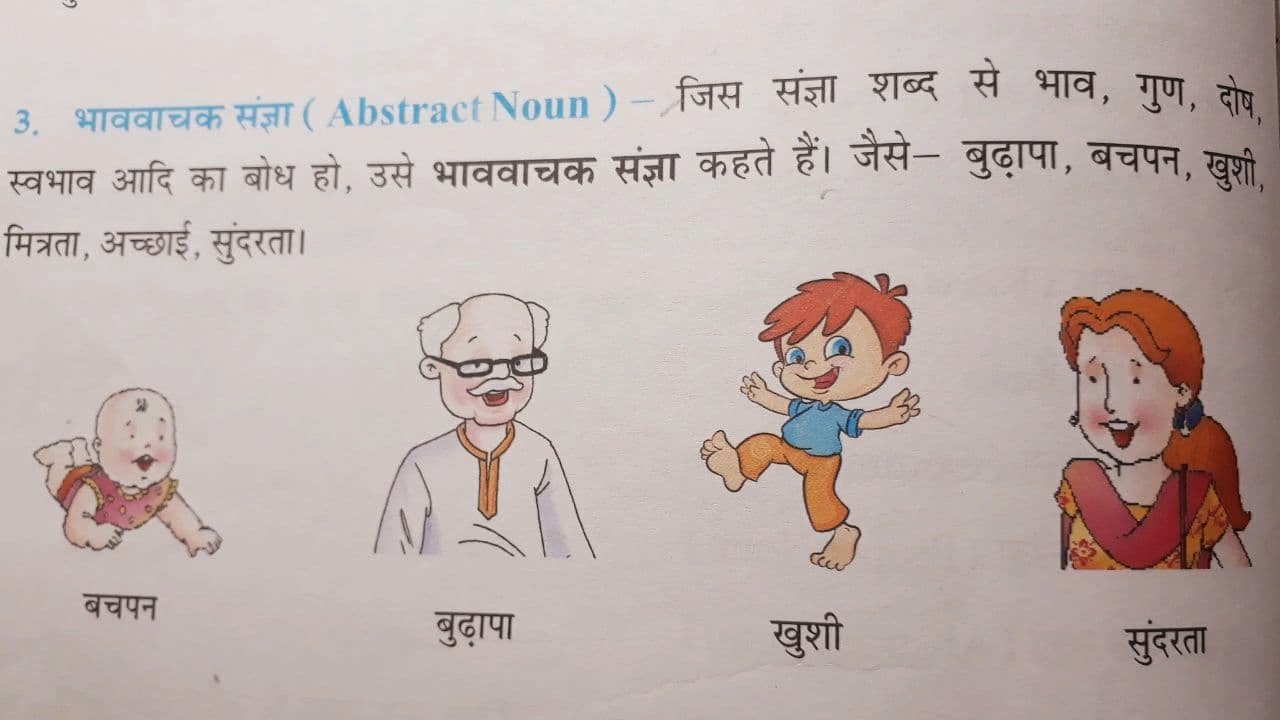 3. भाववाचक संज्ञा ( Abstract Noun ) – जिस संज्ञा शब्द से भाव, गुण, दोष,
स्वभाव आदि का बोध हो, उसे भाववाचक संज्ञा कहते हैं। जैसे– बुढ़ापा, बचपन, खुशी,
मित्रता, अच्छाई, सुंदरता।
बचपन
बुढ़ापा
खुशी
सुंदरता